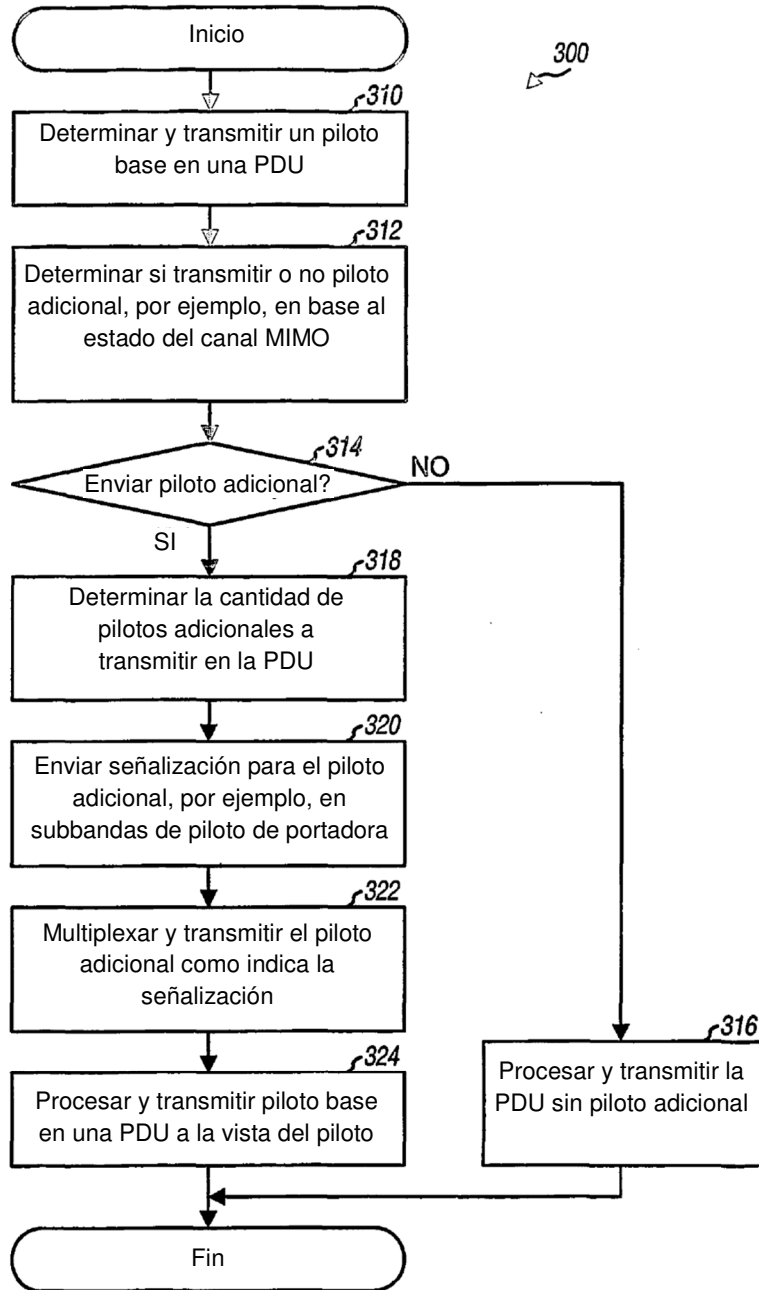 Inicio
300
310
Determinar y transmitir un piloto
base en una PDU
312
Determinar si transmitir o no piloto
adicional, por ejemplo, en base al
estado del canal MIMO
314
Enviar piloto adicional?
NO
SI
318
Determinar la cantidad de
pilotos adicionales a
transmitir en la PDU
320
Enviar señalización para el piloto
adicional, por ejemplo, en
subbandas de piloto de portadora
322
Multiplexar y transmitir el piloto
adicional como indica la
señalización
324
Procesar y transmitir piloto base
en una PDU a la vista del piloto
316
Procesar y transmitir la
PDU sin piloto adicional
Fin